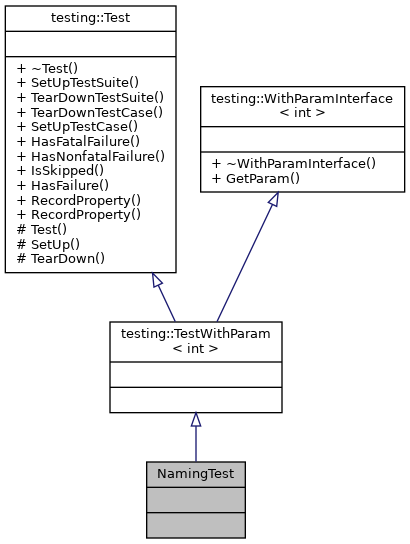 testing::Test
+ ~Test()
+ SetUpTestSuite()
+ TearDownTestSuite()
+ TearDownTestCase()
+ SetUpTestCase()
+ HasFatalFailure()
+ HasNonfatalFailure()
+ IsSkipped()
+ HasFailure()
+ RecordProperty()
+ RecordProperty()
# Test()
# SetUp()
# TearDown()
testing::WithParamInterface
< int >
+ ~WithParamInterface()
+ GetParam()
testing::TestWithParam
< int >
NamingTest